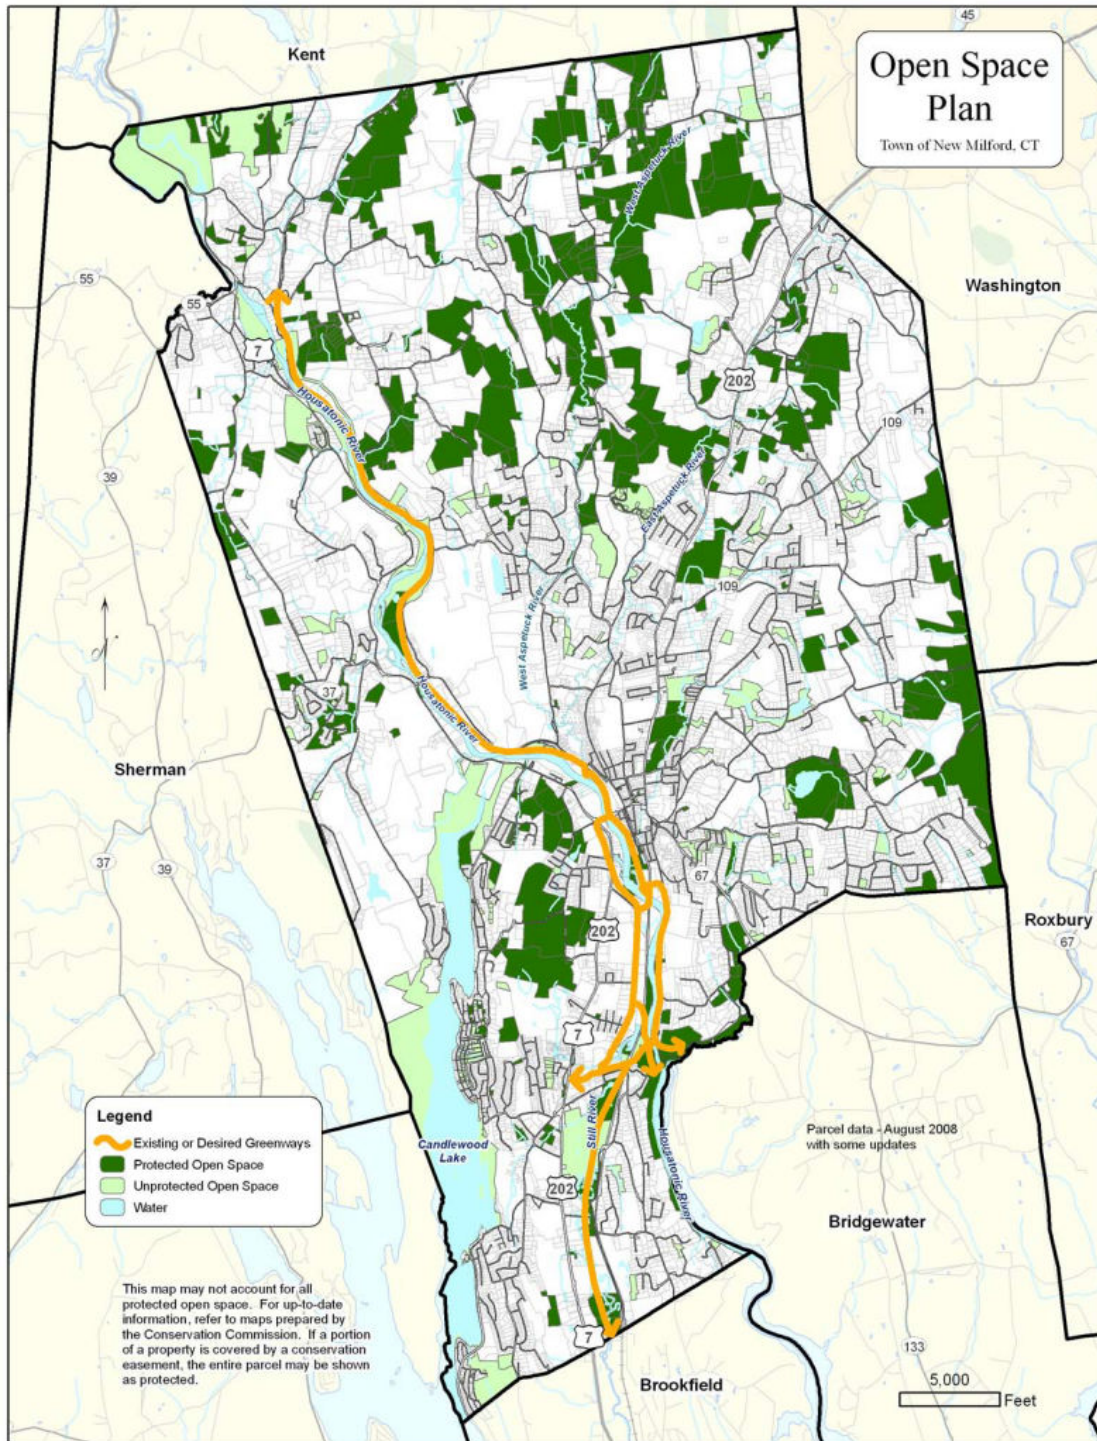 Open Space
Plan
Town of New Milford, CT
45
Kent
West Aspetuck River
Washington
55
55
7
202
109
Housatonic River
39
East Aspetuck River
109
West Aspetuck River
37
Housatonic River
Sherman
37
39
67
Roxbury
67
202
7
Legend
Existing or Desired Greenways
Protected Open Space
Unprotected Open Space
Water
Candlewood
Lake
Still River
Housatonic River
202
Parcel data - August 2008
with some updates
Bridgewater
This map may not account for all
protected open space. For up-to-date
information, refer to maps prepared by
the Conservation Commission. If a portion
of a property is covered by a conservation
easement, the entire parcel may be shown
as protected.
7
Brookfield
133
5,000
Feet